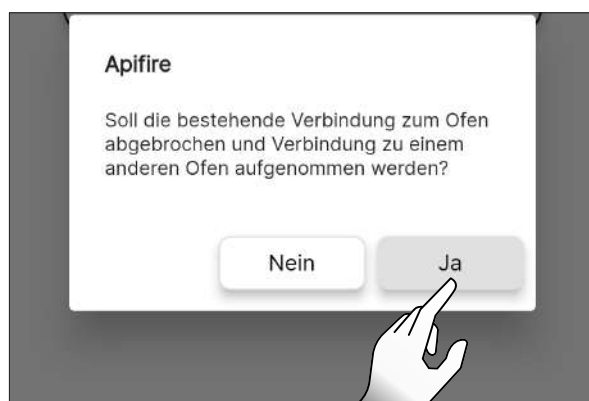 Apifire
Soll die bestehende Verbindung zum Ofen
abgebrochen und Verbindung zu einem
anderen Ofen aufgenommen werden?
Nein
Ja